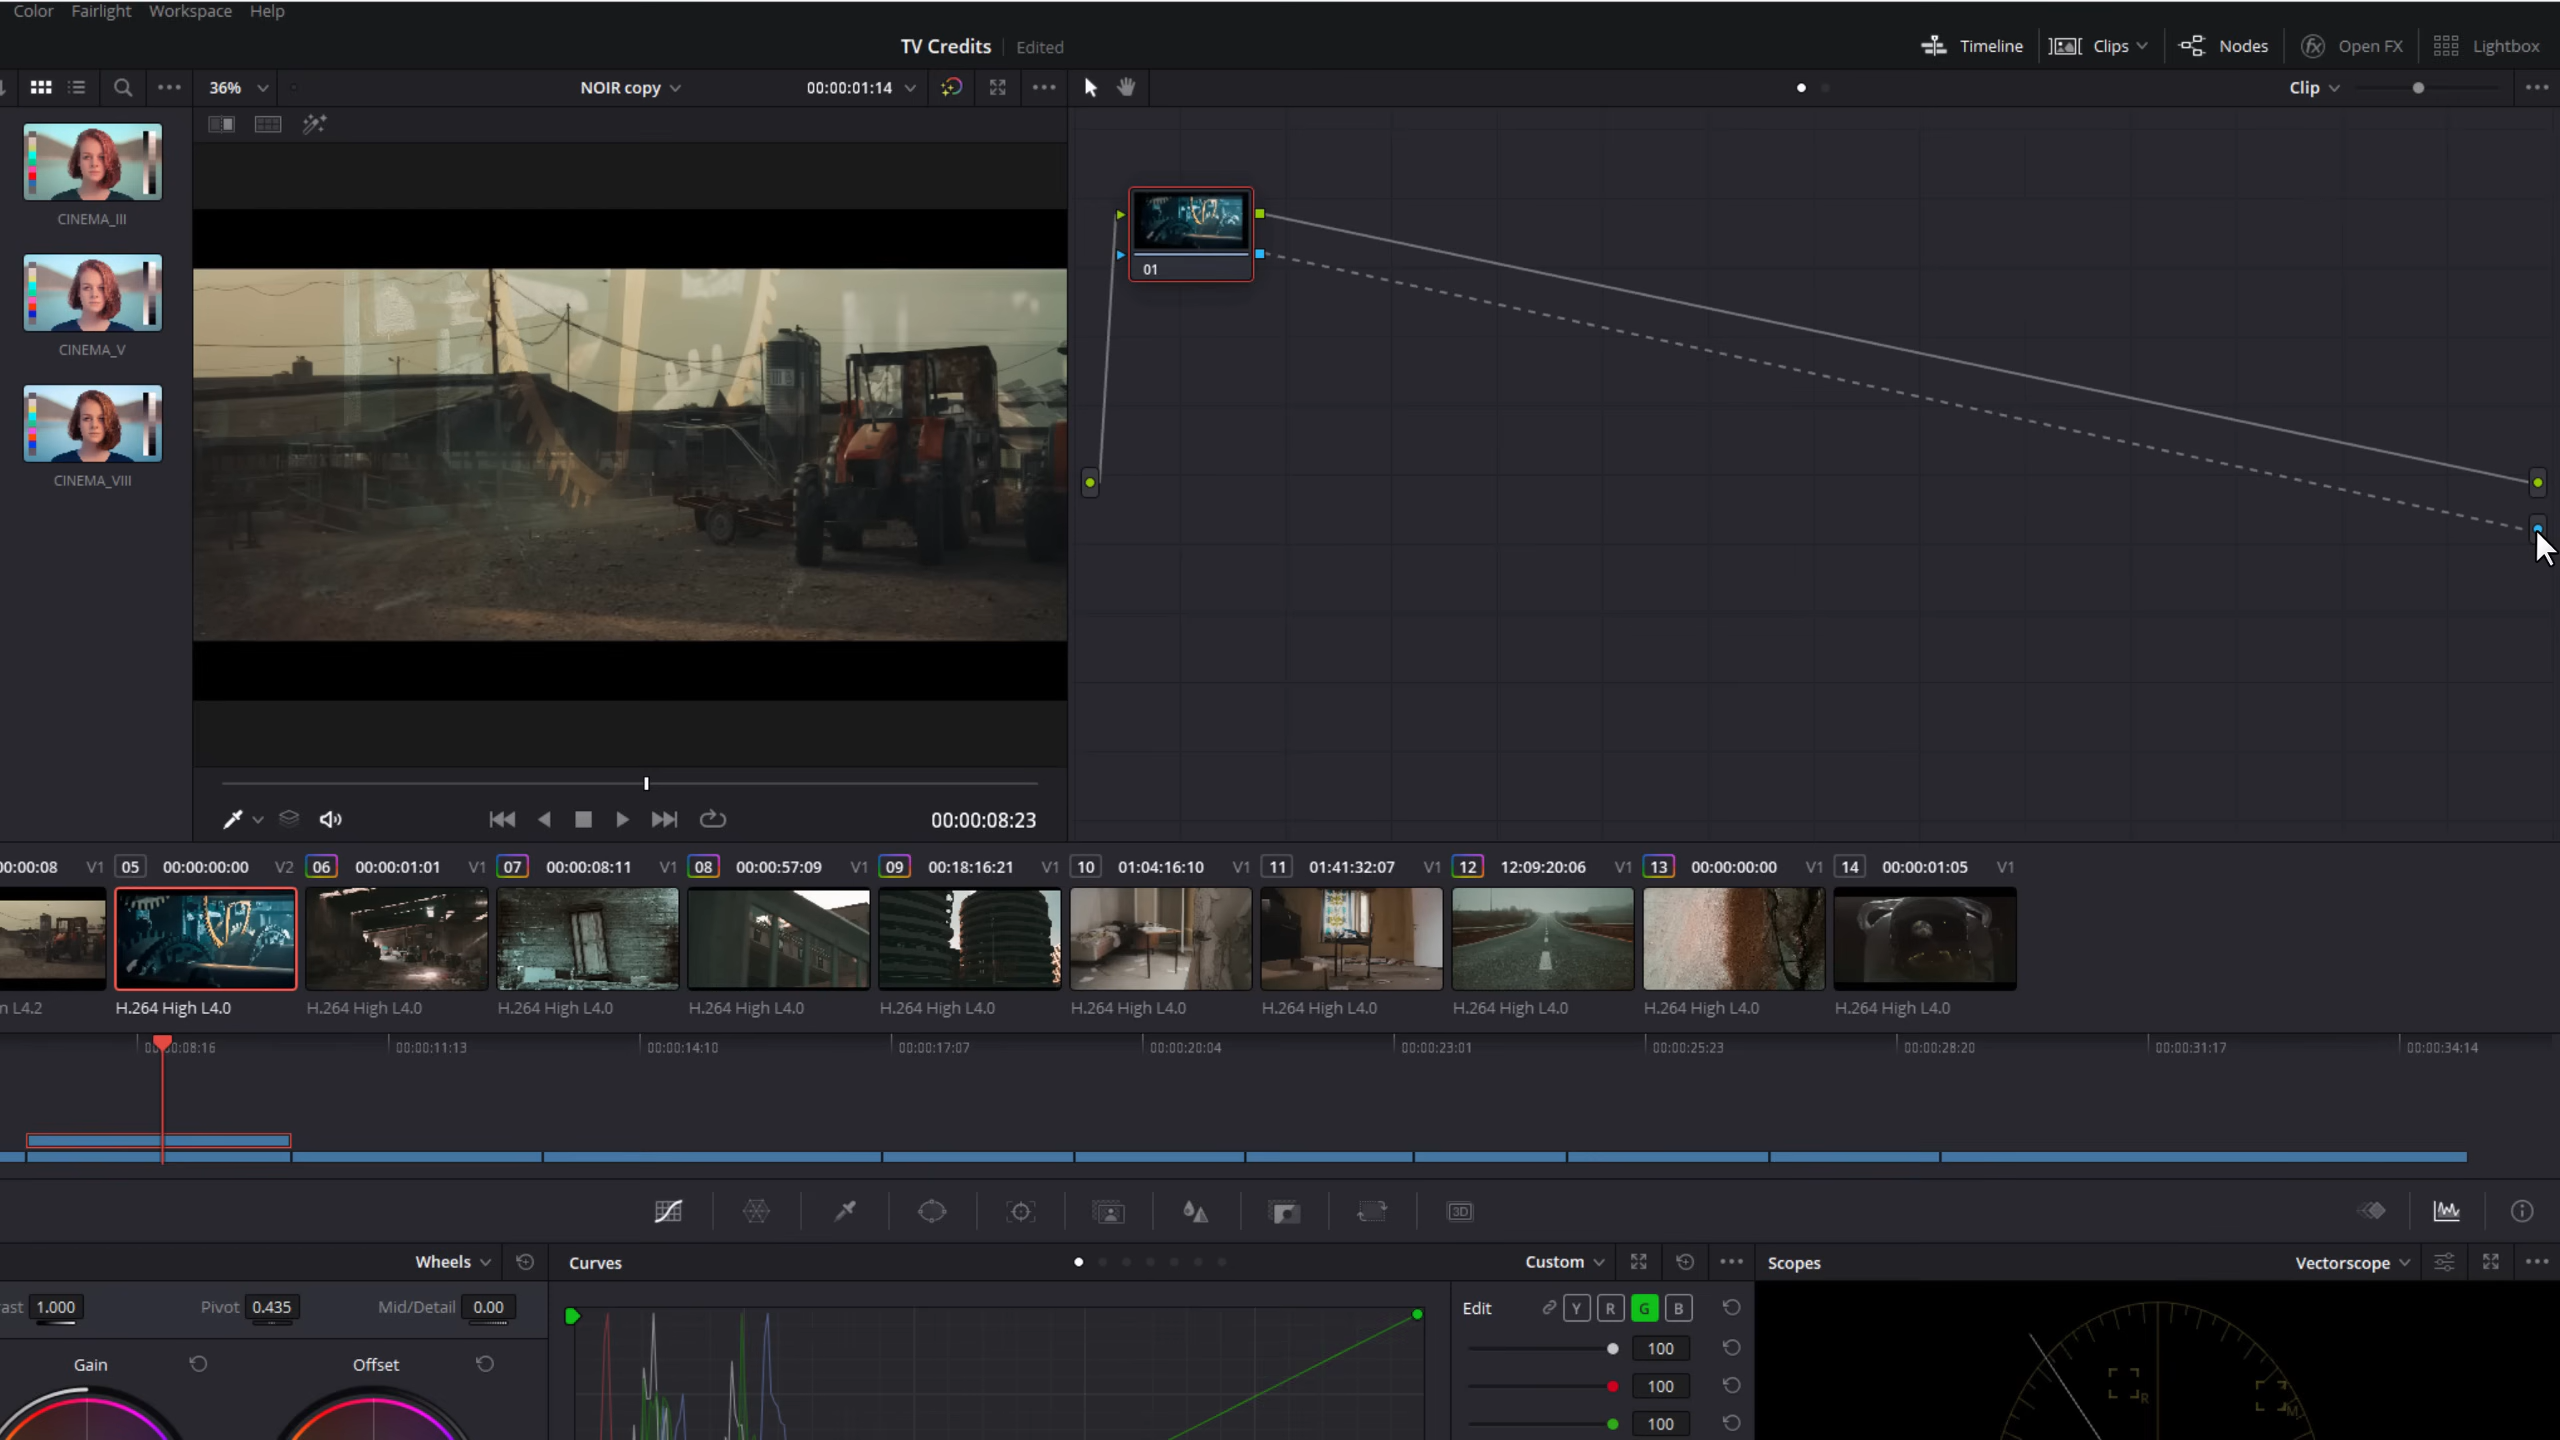 Color Fairlight Workspace Help
TV Credits Edited
Timeline Clips Nodes Open FX Lightbox
36% NOIR copy 00:00:01:14 Clip
CINEMA_III
CINEMA_V
CINEMA_VIII
01
00:00:08:23
00:00:08 V1 05 00:00:00:00 V2 06 00:00:01:01 V1 07 00:00:08:11 V1 08 00:00:57:09 V1 09 00:18:16:21 V1 10 01:04:16:10 V1 11 01:41:32:07 V1 12 12:09:20:06 V1 13 00:00:00:00 V1 14 00:00:01:05 V1
L4.2 H.264 High L4.0 H.264 High L4.0 H.264 High L4.0 H.264 High L4.0 H.264 High L4.0 H.264 High L4.0 H.264 High L4.0 H.264 High L4.0 H.264 High L4.0 H.264 High L4.0
:08:16 00:00:11:13 00:00:14:10 00:00:17:07 00:00:20:04 00:00:23:01 00:00:25:23 00:00:28:20 00:00:31:17 00:00:34:14
3D
Wheels Curves Custom Scopes Vectorscope
ast 1.000 Pivot 0.435 Mid/Detail 0.00 Edit Y R G B
100
Gain Offset
100
100
R
M